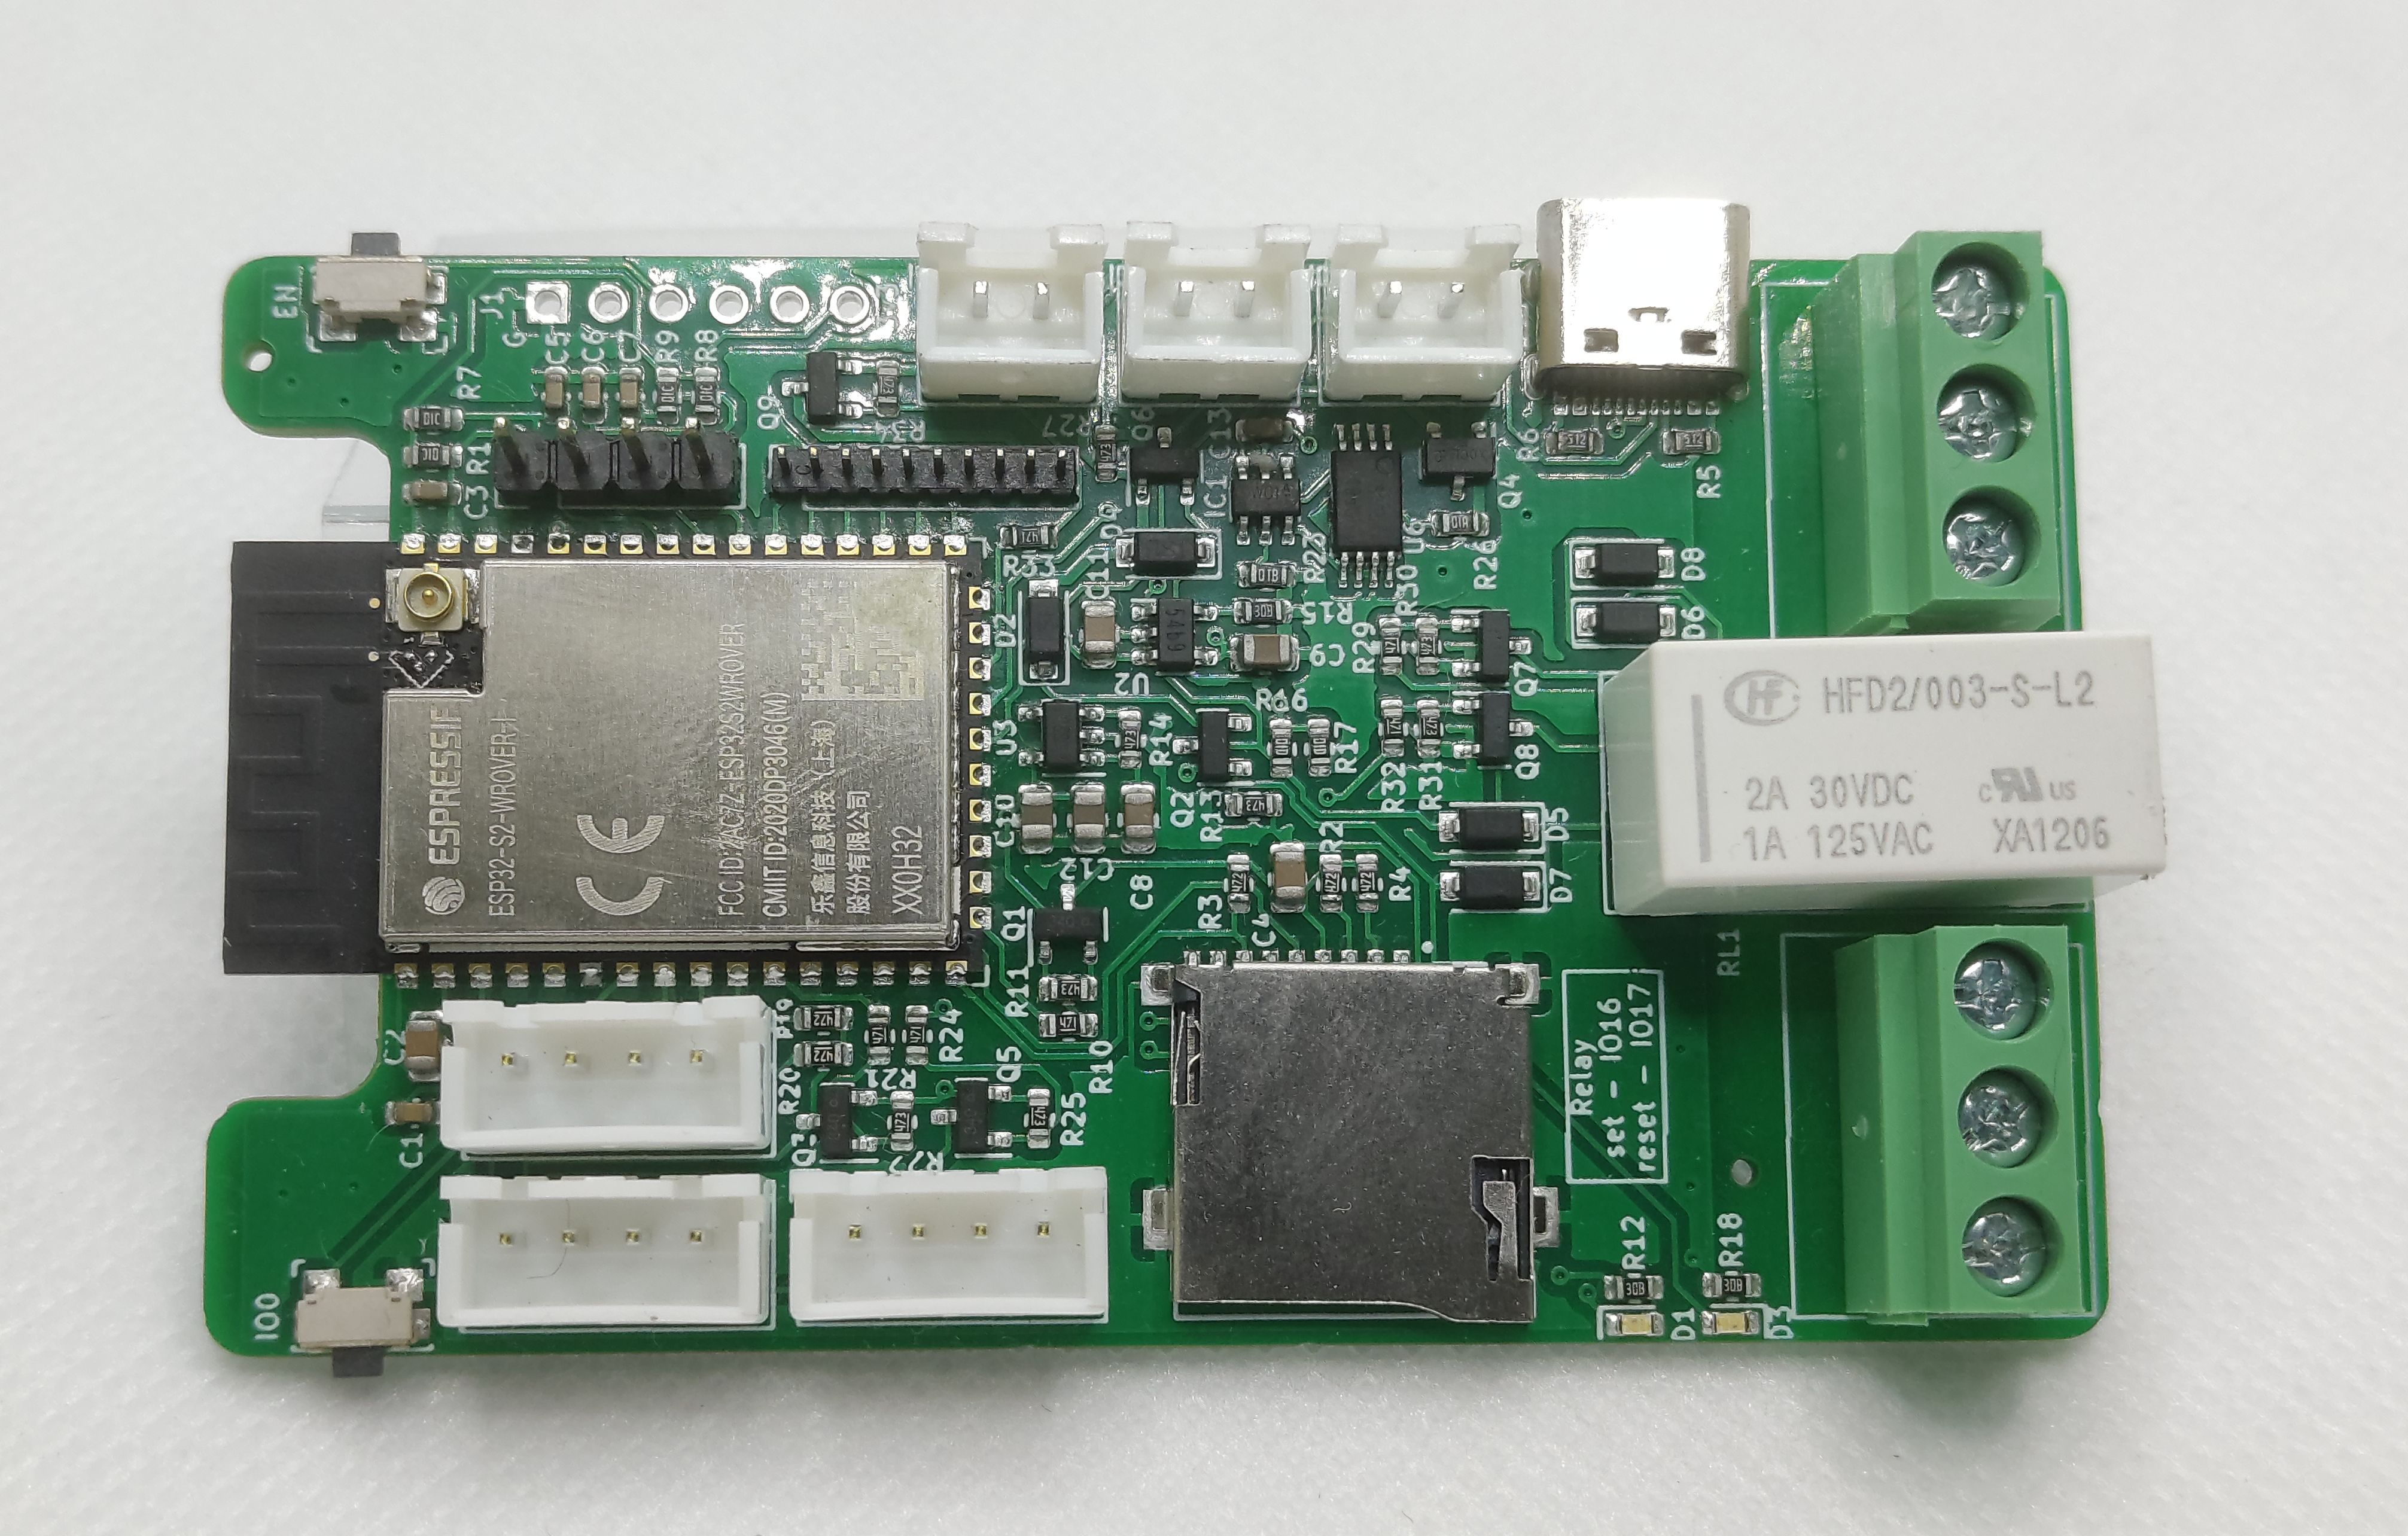 EN
J1
G
C5
C6
C7
R9
R8
R7
R1
C3
Q9
R27
Q6
C13
IC1
R6
R5
Q4
U6
R26
R33
C11
D2
U2
R15
C9
R30
R29
D8
D6
Q7
Q8
R16
R17
R14
U3
Q2
R13
R32
R31
C10
C12
C8
R2
R3
C4
R4
D5
D7
ESPRESSIF
ESP32-S2-WROVER-I
CE
FCC ID:2AC7Z-ESP32S2WROVER
CMIIT ID:2020DP3046(M)
乐鑫信息科技(上海)
股份有限公司
XX0H32
HF HFD2/003-S-L2
2A 30VDC
1A 125VAC
c RU us
XA1206
RL1
Q1
R11
R10
C2
C1
R19
R20
R21
R24
Q5
Q3
R25
Relay
set - IO16
reset - IO17
R12
R18
D1
D3
IO0